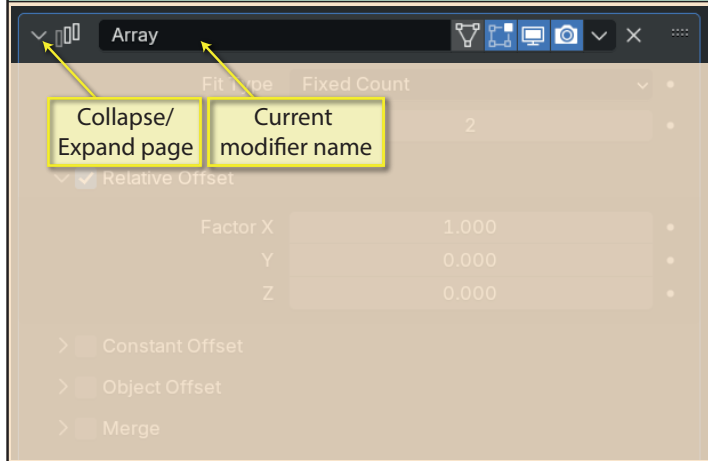 Array
Fit Type Fixed Count
Collapse/
Expand page
Current
modifier name
2
Relative Offset
Factor X 1.000
Y 0.000
Z 0.000
Constant Offset
Object Offset
Merge